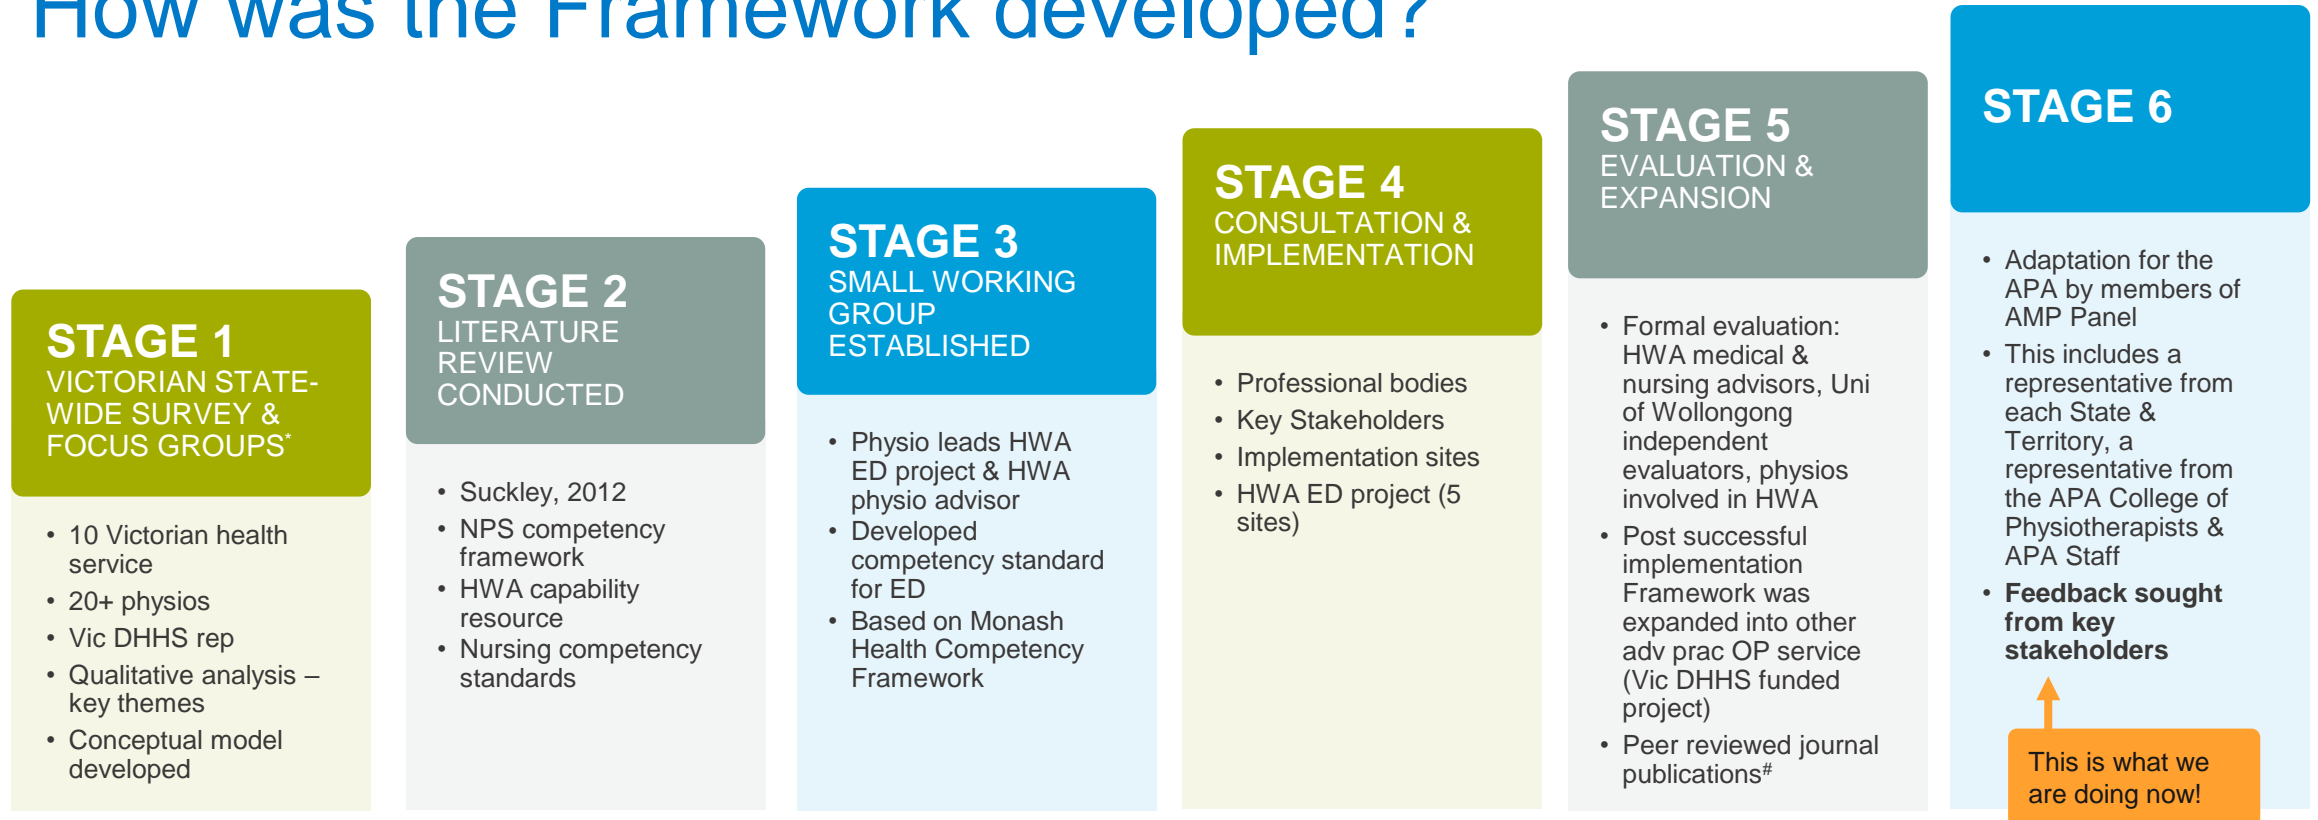 How was the Framework developed?
STAGE 1
VICTORIAN STATE-
WIDE SURVEY &
FOCUS GROUPS*
• 10 Victorian health
service
• 20+ physios
• Vic DHHS rep
• Qualitative analysis –
key themes
• Conceptual model
developed
STAGE 2
LITERATURE
REVIEW
CONDUCTED
• Suckley, 2012
• NPS competency
framework
• HWA capability
resource
• Nursing competency
standards
STAGE 3
SMALL WORKING
GROUP
ESTABLISHED
• Physio leads HWA
ED project & HWA
physio advisor
• Developed
competency standard
for ED
• Based on Monash
Health Competency
Framework
STAGE 4
CONSULTATION &
IMPLEMENTATION
• Professional bodies
• Key Stakeholders
• Implementation sites
• HWA ED project (5
sites)
STAGE 5
EVALUATION &
EXPANSION
• Formal evaluation:
HWA medical &
nursing advisors, Uni
of Wollongong
independent
evaluators, physios
involved in HWA
• Post successful
implementation
Framework was
expanded into other
adv prac OP service
(Vic DHHS funded
project)
• Peer reviewed journal
publications#
STAGE 6
• Adaptation for the
APA by members of
AMP Panel
• This includes a
representative from
each State &
Territory, a
representative from
the APA College of
Physiotherapists &
APA Staff
• Feedback sought
from key
stakeholders
This is what we
are doing now!